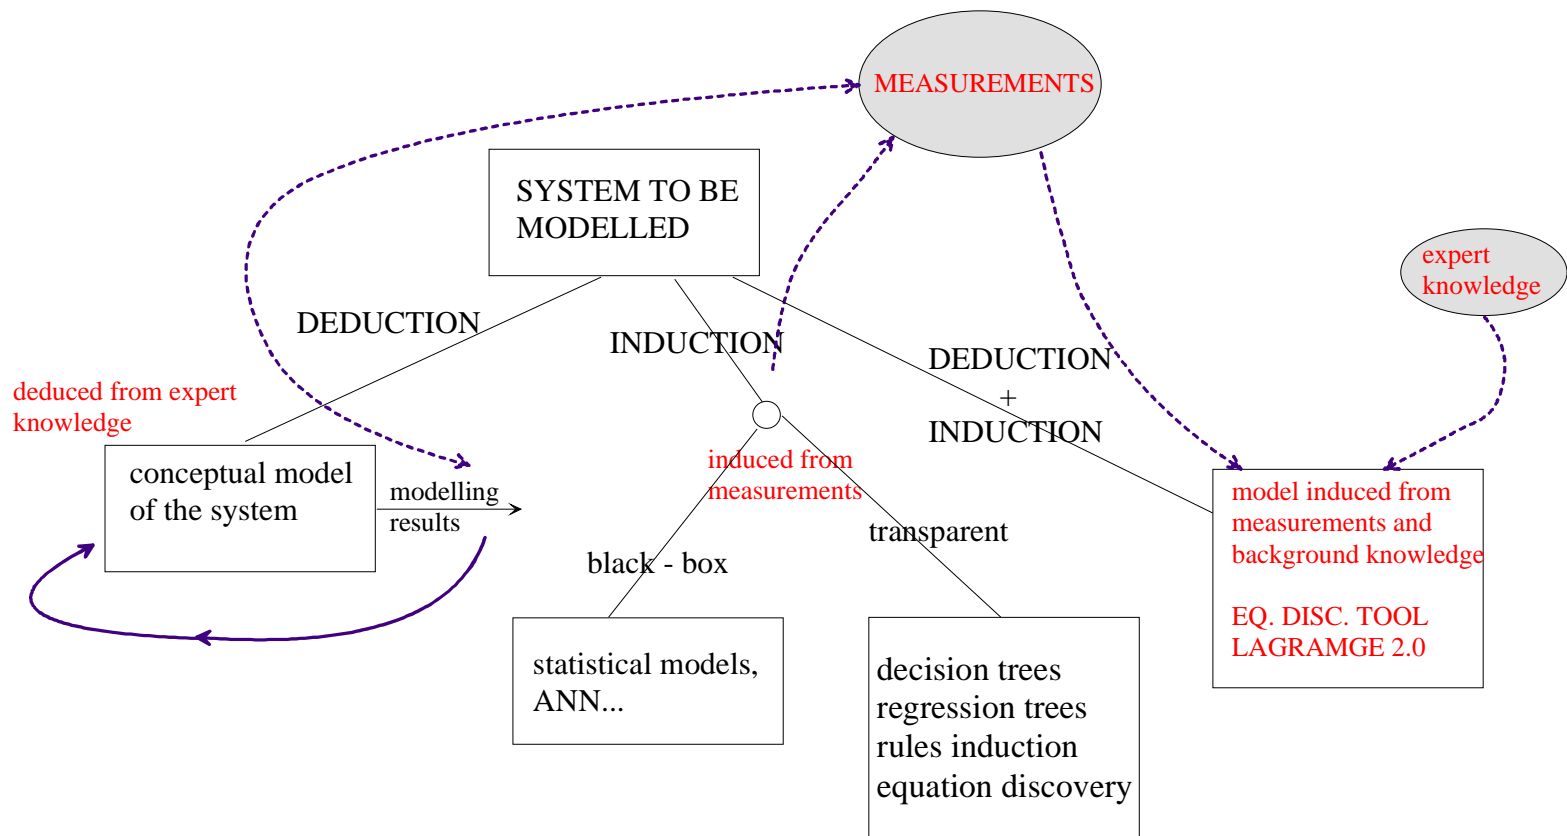 MEASUREMENTS
SYSTEM TO BE
MODELLED
expert
knowledge
DEDUCTION
INDUCTION
DEDUCTION
+
INDUCTION
deduced from expert
knowledge
conceptual model
of the system
modelling
results
induced from
measurements
black - box
transparent
model induced from
measurements and
background knowledge
EQ. DISC. TOOL
LAGRAMGE 2.0
statistical models,
ANN...
decision trees
regression trees
rules induction
equation discovery